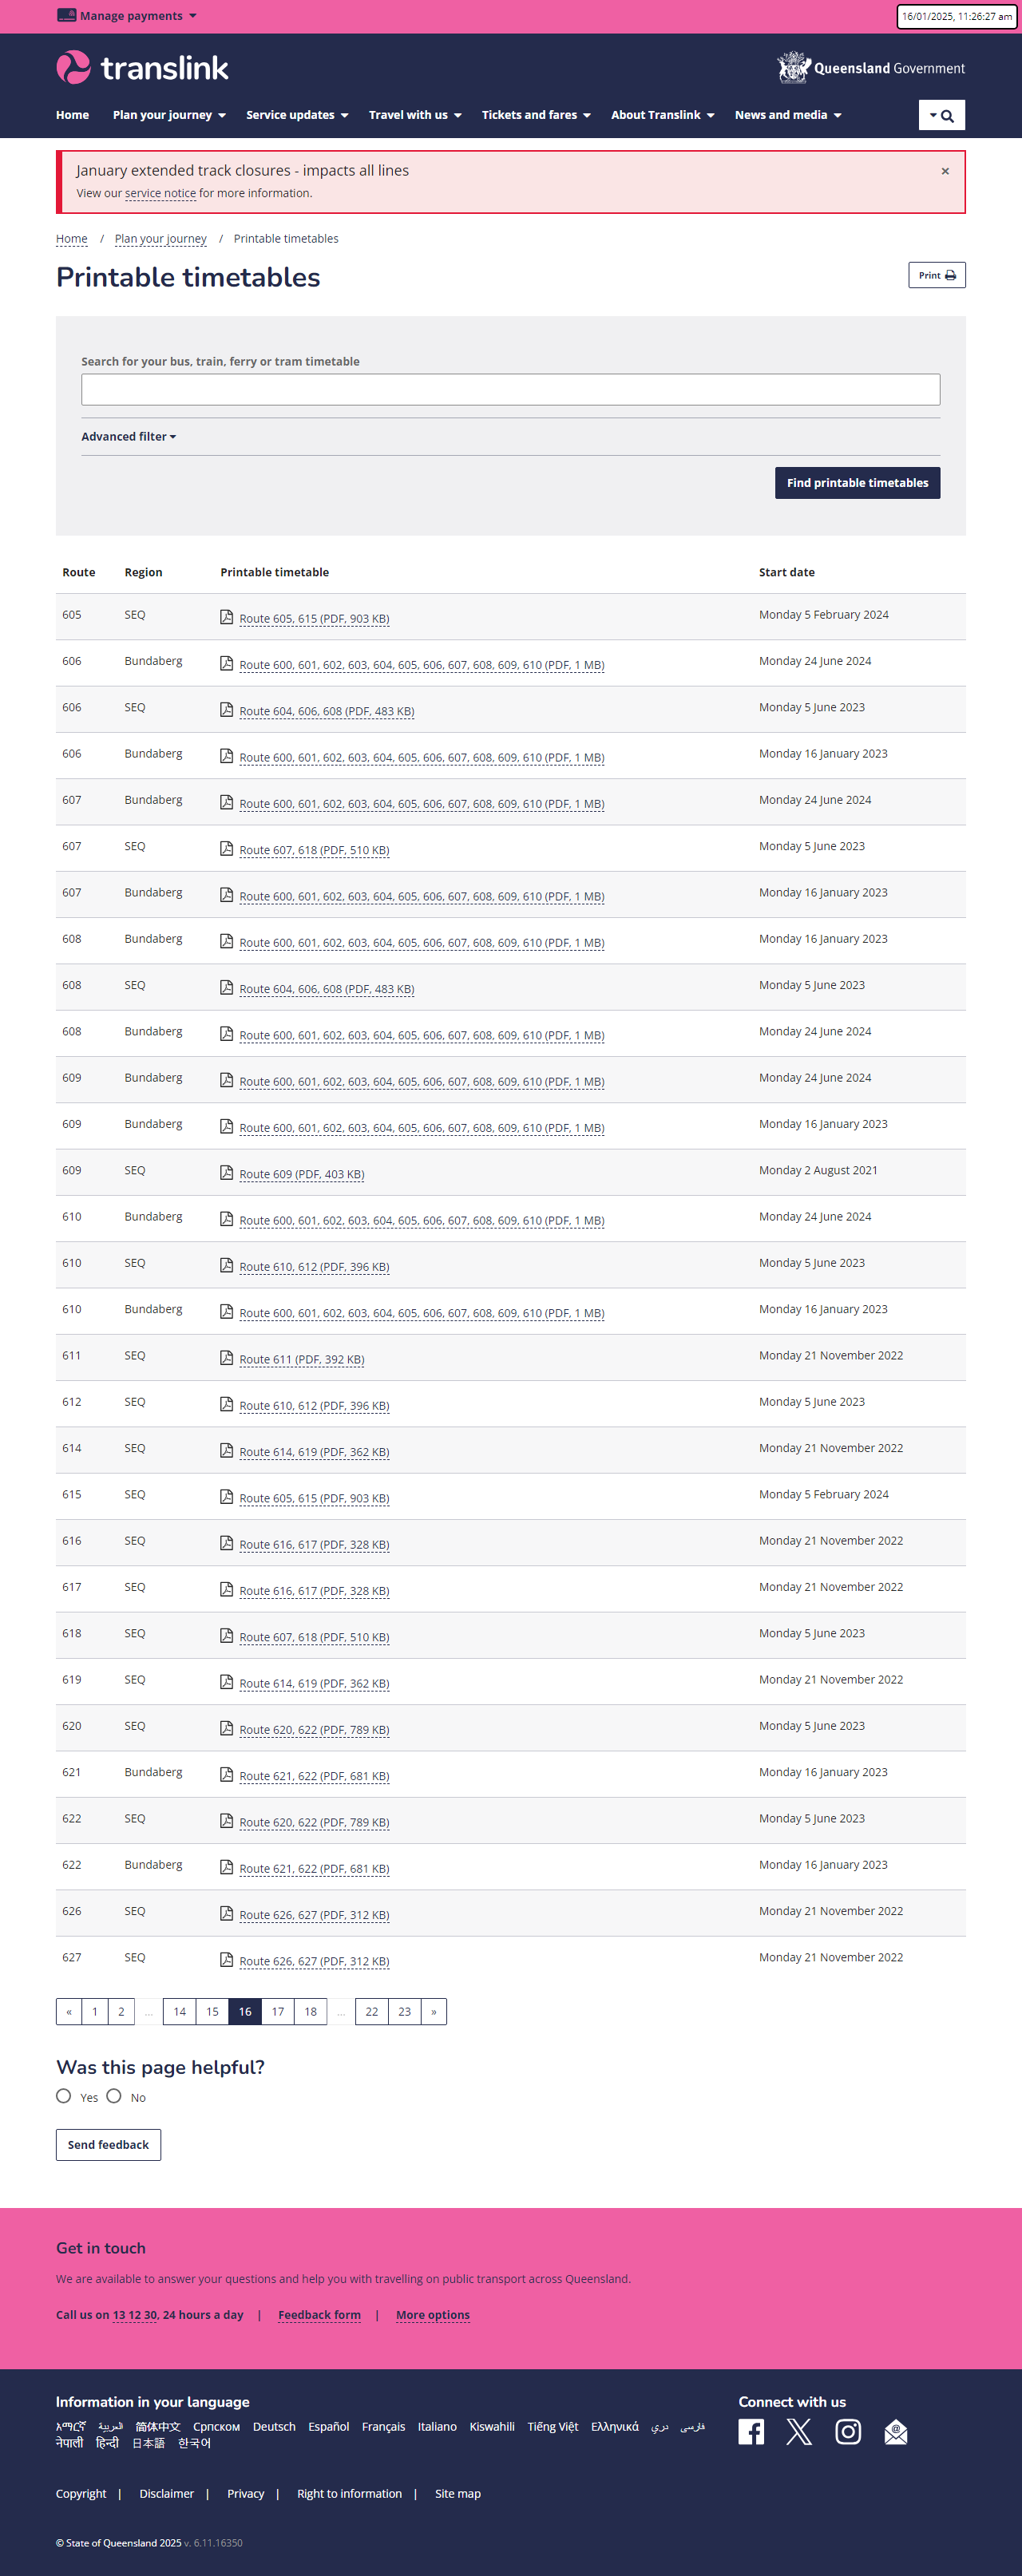 Manage payments
16/01/2025, 11:26:27 am
translink
Queensland Government
Home Plan your journey Service updates Travel with us Tickets and fares About Translink News and media
January extended track closures - impacts all lines ×
View our service notice for more information.
Home / Plan your journey / Printable timetables
Printable timetables
Print
Search for your bus, train, ferry or tram timetable
Advanced filter
Find printable timetables
Route Region Printable timetable Start date
605 SEQ Route 605, 615 (PDF, 903 KB) Monday 5 February 2024
606 Bundaberg Route 600, 601, 602, 603, 604, 605, 606, 607, 608, 609, 610 (PDF, 1 MB) Monday 24 June 2024
606 SEQ Route 604, 606, 608 (PDF, 483 KB) Monday 5 June 2023
606 Bundaberg Route 600, 601, 602, 603, 604, 605, 606, 607, 608, 609, 610 (PDF, 1 MB) Monday 16 January 2023
607 Bundaberg Route 600, 601, 602, 603, 604, 605, 606, 607, 608, 609, 610 (PDF, 1 MB) Monday 24 June 2024
607 SEQ Route 607, 618 (PDF, 510 KB) Monday 5 June 2023
607 Bundaberg Route 600, 601, 602, 603, 604, 605, 606, 607, 608, 609, 610 (PDF, 1 MB) Monday 16 January 2023
608 Bundaberg Route 600, 601, 602, 603, 604, 605, 606, 607, 608, 609, 610 (PDF, 1 MB) Monday 16 January 2023
608 SEQ Route 604, 606, 608 (PDF, 483 KB) Monday 5 June 2023
608 Bundaberg Route 600, 601, 602, 603, 604, 605, 606, 607, 608, 609, 610 (PDF, 1 MB) Monday 24 June 2024
609 Bundaberg Route 600, 601, 602, 603, 604, 605, 606, 607, 608, 609, 610 (PDF, 1 MB) Monday 24 June 2024
609 Bundaberg Route 600, 601, 602, 603, 604, 605, 606, 607, 608, 609, 610 (PDF, 1 MB) Monday 16 January 2023
609 SEQ Route 609 (PDF, 403 KB) Monday 2 August 2021
610 Bundaberg Route 600, 601, 602, 603, 604, 605, 606, 607, 608, 609, 610 (PDF, 1 MB) Monday 24 June 2024
610 SEQ Route 610, 612 (PDF, 396 KB) Monday 5 June 2023
610 Bundaberg Route 600, 601, 602, 603, 604, 605, 606, 607, 608, 609, 610 (PDF, 1 MB) Monday 16 January 2023
611 SEQ Route 611 (PDF, 392 KB) Monday 21 November 2022
612 SEQ Route 610, 612 (PDF, 396 KB) Monday 5 June 2023
614 SEQ Route 614, 619 (PDF, 362 KB) Monday 21 November 2022
615 SEQ Route 605, 615 (PDF, 903 KB) Monday 5 February 2024
616 SEQ Route 616, 617 (PDF, 328 KB) Monday 21 November 2022
617 SEQ Route 616, 617 (PDF, 328 KB) Monday 21 November 2022
618 SEQ Route 607, 618 (PDF, 510 KB) Monday 5 June 2023
619 SEQ Route 614, 619 (PDF, 362 KB) Monday 21 November 2022
620 SEQ Route 620, 622 (PDF, 789 KB) Monday 5 June 2023
621 Bundaberg Route 621, 622 (PDF, 681 KB) Monday 16 January 2023
622 SEQ Route 620, 622 (PDF, 789 KB) Monday 5 June 2023
622 Bundaberg Route 621, 622 (PDF, 681 KB) Monday 16 January 2023
626 SEQ Route 626, 627 (PDF, 312 KB) Monday 21 November 2022
627 SEQ Route 626, 627 (PDF, 312 KB) Monday 21 November 2022
« 1 2 ... 14 15 16 17 18 ... 22 23 »
Was this page helpful?
Yes No
Send feedback
Get in touch
We are available to answer your questions and help you with travelling on public transport across Queensland.
Call us on 13 12 30, 24 hours a day | Feedback form | More options
Information in your language
አማርኛ العربية 简体中文 Српском Deutsch Español Français Italiano Kiswahili Tiếng Việt Ελληνικά دري فارسی
नेपाली हिन्दी 日本語 한국어
Connect with us
Copyright | Disclaimer | Privacy | Right to information | Site map
© State of Queensland 2025 v. 6.11.16350